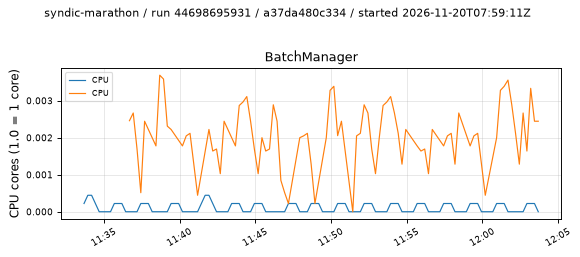 syndic-marathon / run 44698695931 / a37da480c334 / started 2026-11-20T07:59:11Z
BatchManager
CPU cores (1.0 = 1 core)
CPU
CPU
0.003
0.002
0.001
0.000
11:35
11:40
11:45
11:50
11:55
12:00
12:05